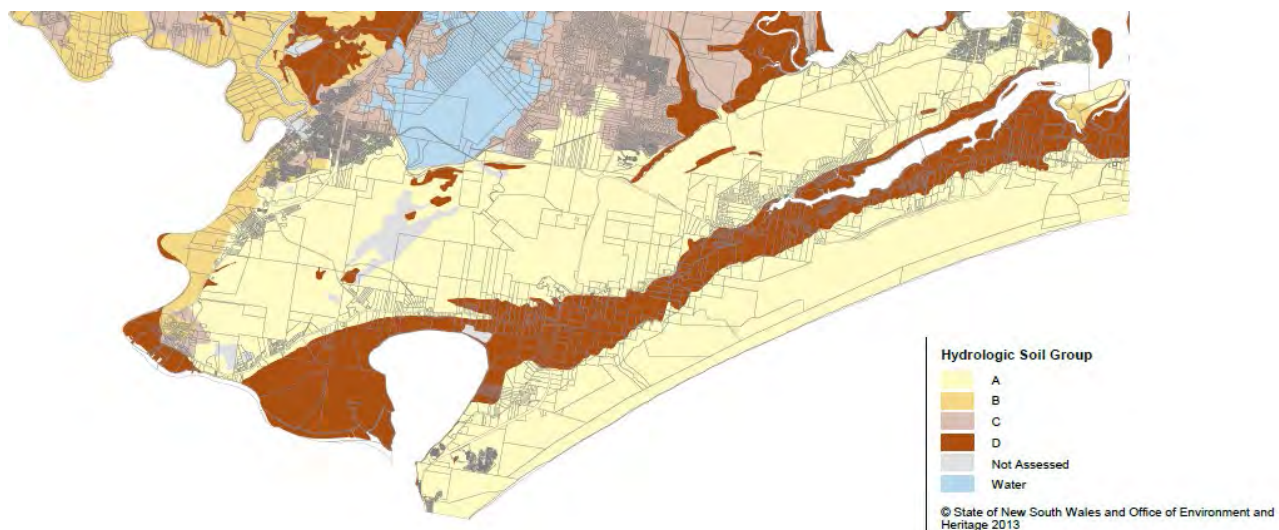 Hydrologic Soil Group
A
B
C
D
Not Assessed
Water
© State of New South Wales and Office of Environment and
Heritage 2013